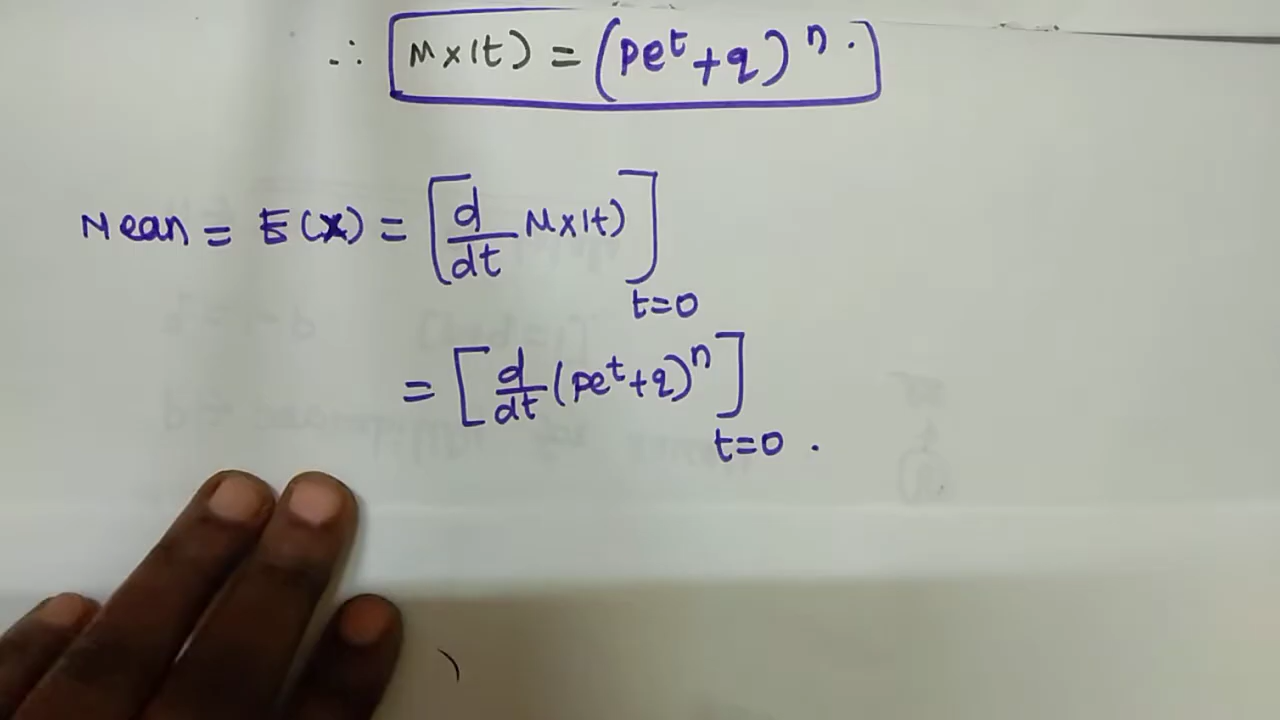 ∴ Mx(t) = (pe^t + q)^n .
Mean = E(X) = [d/dt Mx(t)] t=0
= [d/dt (pe^t + q)^n] t=0 .